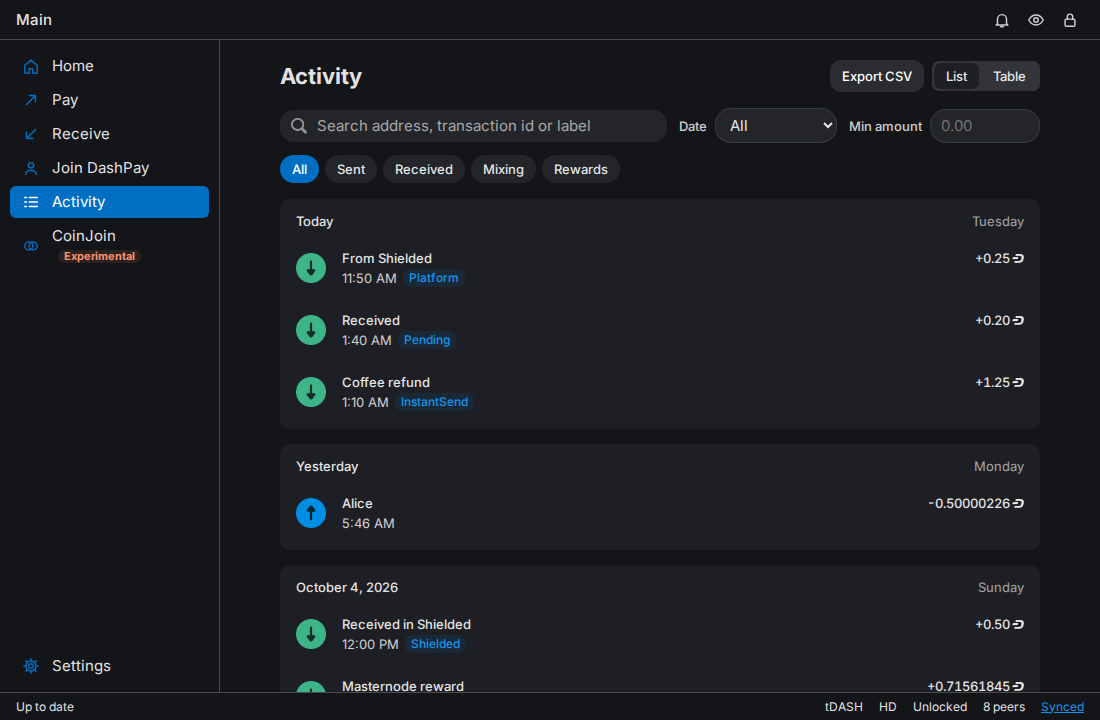 Main
Home
Pay
Receive
Join DashPay
Activity
CoinJoin
Experimental
Settings
Activity
Export CSV
List
Table
Search address, transaction id or label
Date
All
Min amount
0.00
All
Sent
Received
Mixing
Rewards
Today
Tuesday
From Shielded
+0.25
11:50 AM
Platform
Received
+0.20
1:40 AM
Pending
Coffee refund
+1.25
1:10 AM
InstantSend
Yesterday
Monday
Alice
-0.50000226
5:46 AM
October 4, 2026
Sunday
Received in Shielded
+0.50
12:00 PM
Shielded
Masternode reward
+0.71561845
Up to date
tDASH
HD
Unlocked
8 peers
Synced